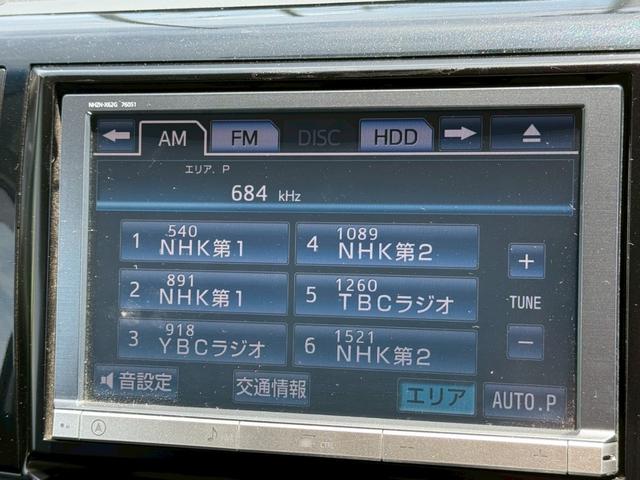 NHZN-X62G 76051
AM FM DISC HDD
エリア. P
684 kHz
1 540 NHK第1
4 1089 NHK第2
2 891 NHK第1
5 1260 TBCラジオ
3 918 YBCラジオ
6 1521 NHK第2
+
TUNE
−
音設定
交通情報
エリア
AUTO.P